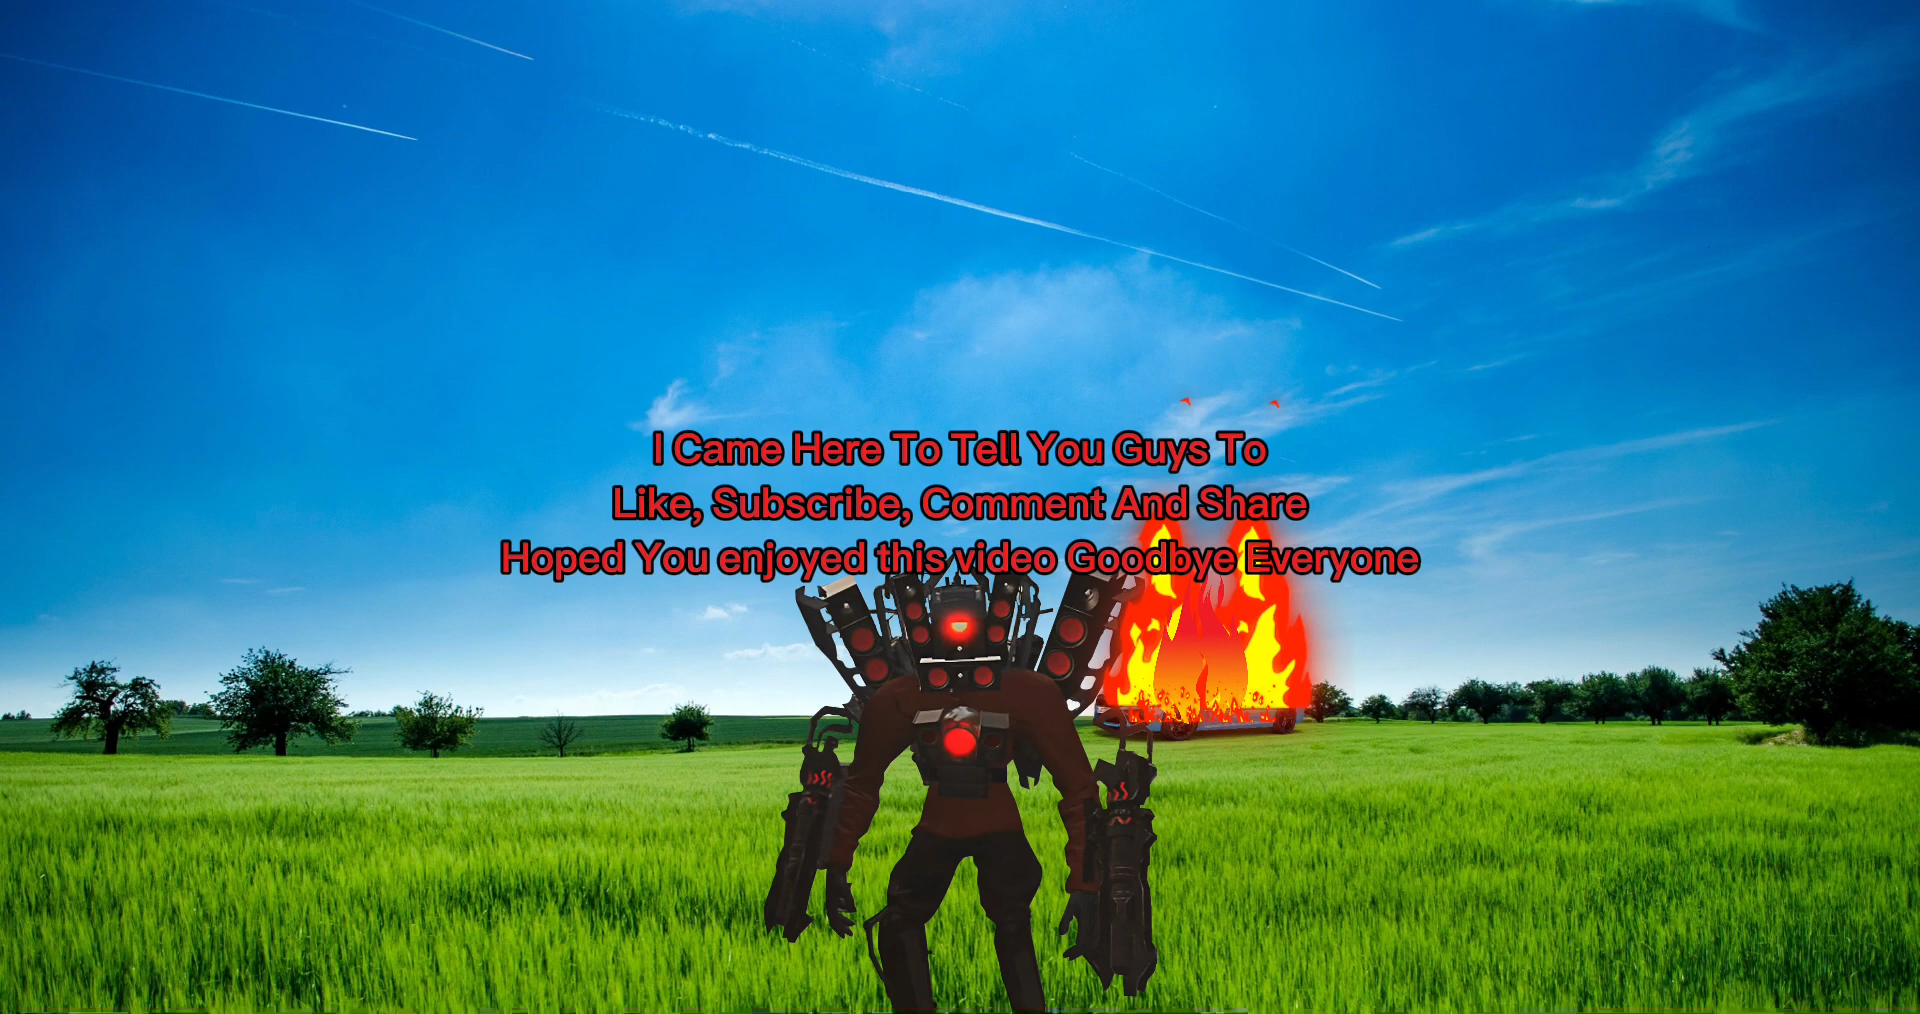 I Came Here To Tell You Guys To
Like, Subscribe, Comment And Share
Hoped You enjoyed this video Goodbye Everyone